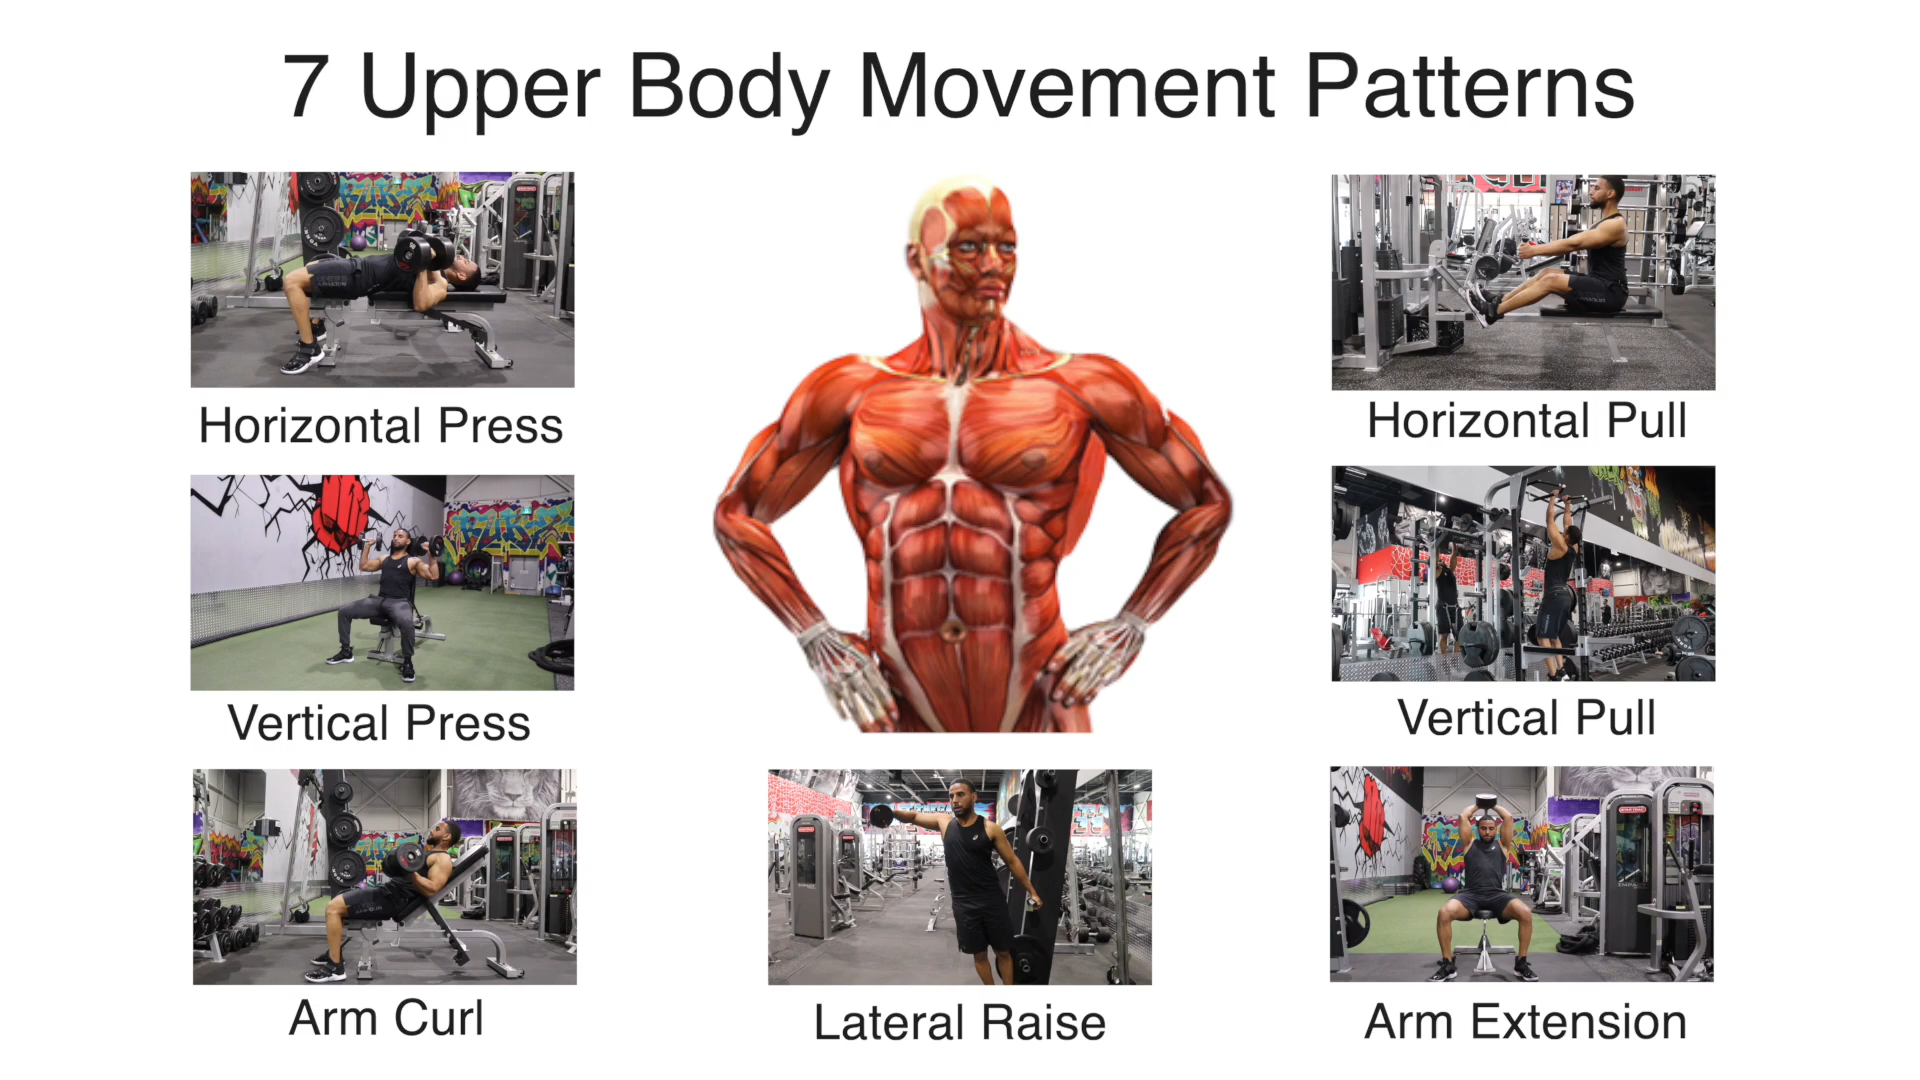 7 Upper Body Movement Patterns
Horizontal Press
Horizontal Pull
Vertical Press
Vertical Pull
Arm Curl
Lateral Raise
Arm Extension